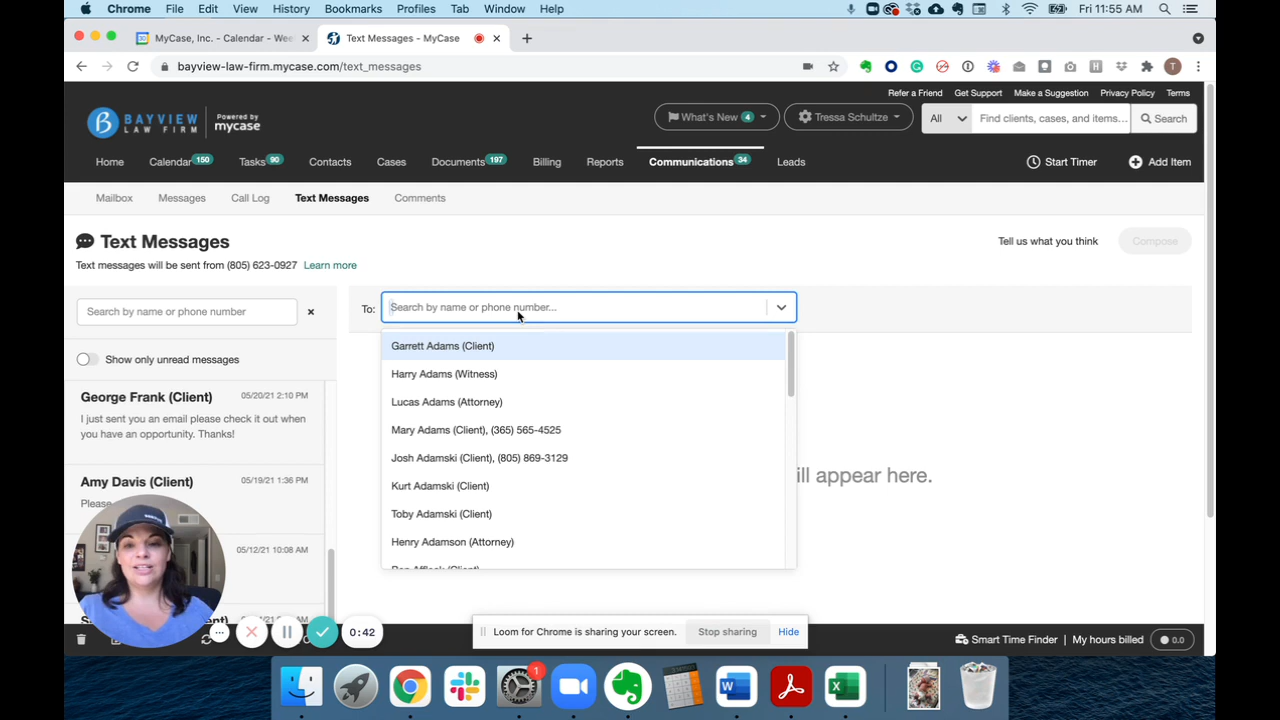 Chrome File Edit View History Bookmarks Profiles Tab Window Help
Fri 11:55 AM
MyCase, Inc. - Calendar - Wee
Text Messages - MyCase
bayview-law-firm.mycase.com/text_messages
T
Refer a Friend Get Support Make a Suggestion Privacy Policy Terms
B BAYVIEW LAW FIRM
Powered by mycase
What's New 4
Tressa Schultze
All
Find clients, cases, and items...
Search
Home Calendar 150 Tasks 90 Contacts Cases Documents 197 Billing Reports Communications 34 Leads
Start Timer Add Item
Mailbox Messages Call Log Text Messages Comments
Text Messages
Tell us what you think Compose
Text messages will be sent from (805) 623-0927 Learn more
Search by name or phone number
Show only unread messages
George Frank (Client) 05/20/21 2:10 PM
I just sent you an email please check it out when
you have an opportunity. Thanks!
Amy Davis (Client) 05/19/21 1:36 PM
Please
05/12/21 10:08 AM
To: Search by name or phone number...
Garrett Adams (Client)
Harry Adams (Witness)
Lucas Adams (Attorney)
Mary Adams (Client), (365) 565-4525
Josh Adamski (Client), (805) 869-3129
Kurt Adamski (Client)
Toby Adamski (Client)
Henry Adamson (Attorney)
Ben Affleck (Client)
ill appear here.
0:42
Loom for Chrome is sharing your screen. Stop sharing Hide
Smart Time Finder My hours billed 0.0
1